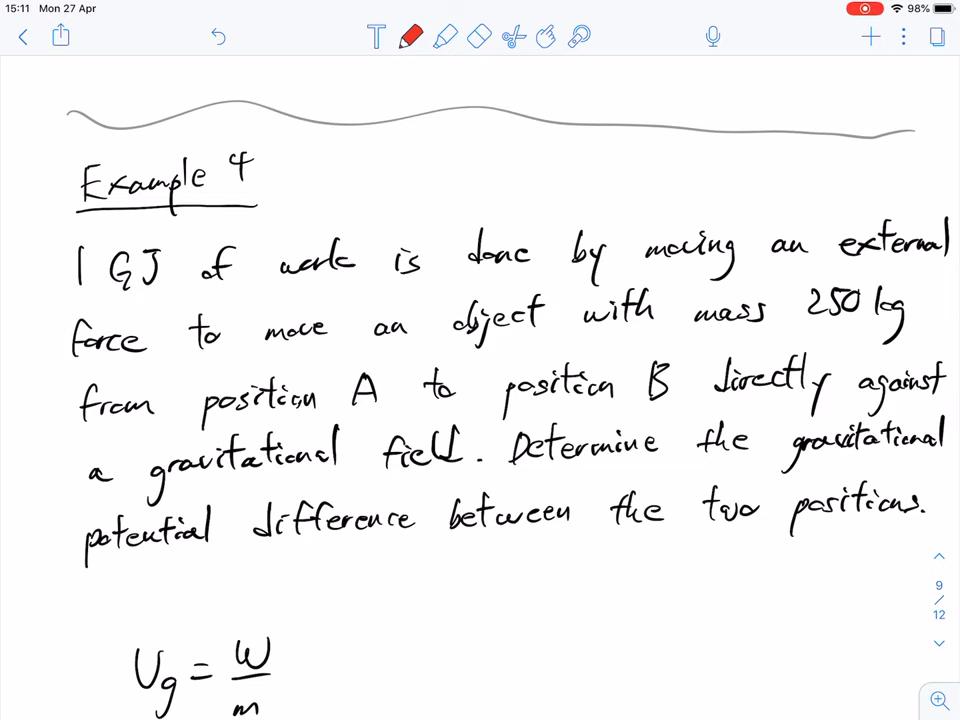 15:11 Mon 27 Apr
98%
Example 4
1 GJ of work is done by moving an external
force to move an object with mass 250 kg
from position A to position B directly against
a gravitational field. Determine the gravitational
potential difference between the two positions.
9
/
12
Vg = W
m